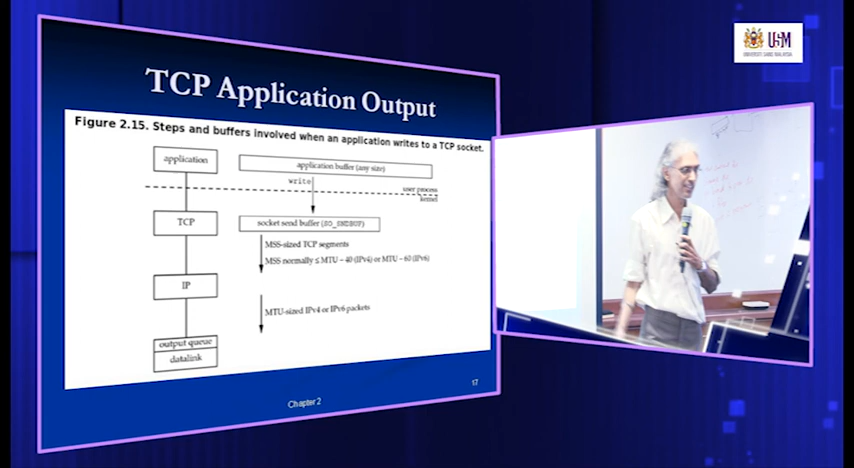 TCP Application Output
Figure 2.15. Steps and buffers involved when an application writes to a TCP socket.
application
application buffer (any size)
write
user process
kernel
TCP
socket send buffer (SO_SNDBUF)
MSS-sized TCP segments
MSS normally ≤ MTU – 40 (IPv4) or MTU – 60 (IPv6)
IP
MTU-sized IPv4 or IPv6 packets
output queue
datalink
Chapter 2
17
USM
UNIVERSITI SAINS MALAYSIA